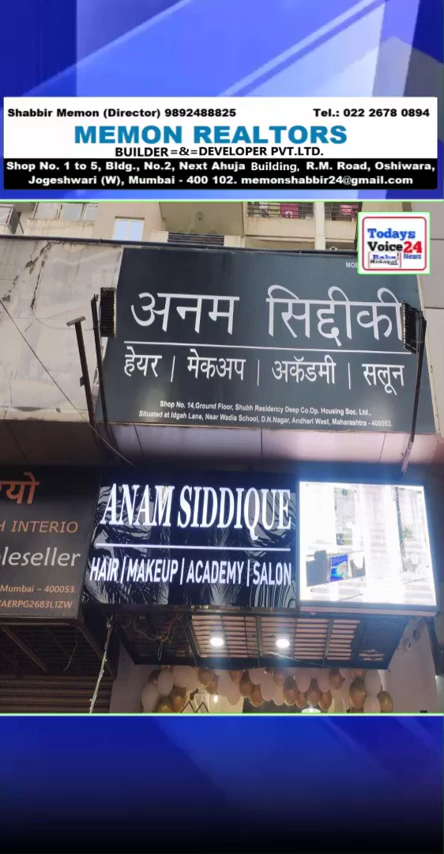 Shabbir Memon (Director) 9892488825 Tel.: 022 2678 0894
MEMON REALTORS
BUILDER=&=DEVELOPER PVT.LTD.
Shop No. 1 to 5, Bldg., No.2, Next Ahuja Building, R.M. Road, Oshiwara,
Jogeshwari (W), Mumbai - 400 102. memonshabbir24@gmail.com
Todays
Voice24
News
अनम सिद्दीकी
हेयर | मेकअप | अकॅडमी | सलून
Shop No. 14,Ground Floor, Shubh Residency Deep Co.Op. Housing Soc. Ltd.,
Situated at Idgah Lane, Near Wadia School, D.N.Nagar, Andheri West, Maharashtra - 400053.
H INTERIO
oleseller
Mumbai – 400053.
AERPG2683L1ZW
ANAM SIDDIQUE
HAIR | MAKEUP | ACADEMY | SALON